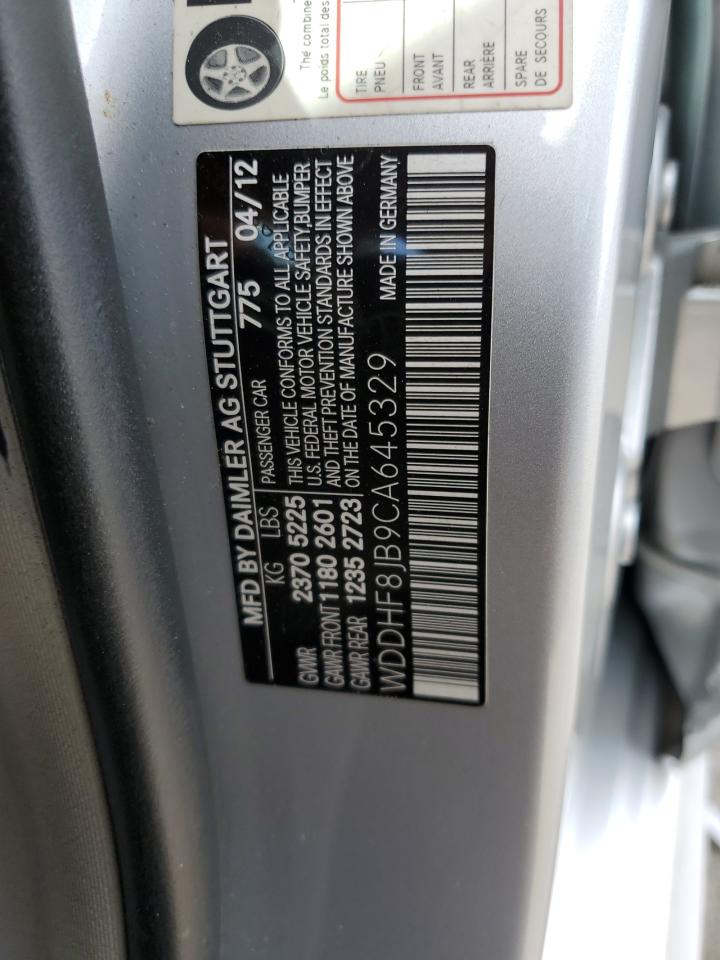 The combine
Le poids total des
TIRE
PNEU
FRONT
AVANT
REAR
ARRIÈRE
SPARE
DE SECOURS
MFD BY DAIMLER AG STUTTGART
775 04/12
KG LBS PASSENGER CAR
GWR 2370 5225 THIS VEHICLE CONFORMS TO ALL APPLICABLE
U.S. FEDERAL MOTOR VEHICLE SAFETY,BUMPER
GAWR FRONT 1180 2601 AND THEFT PREVENTION STANDARDS IN EFFECT
GAWR REAR 1235 2723 ON THE DATE OF MANUFACTURE SHOWN ABOVE
WDDHF8JB9CA645329 MADE IN GERMANY